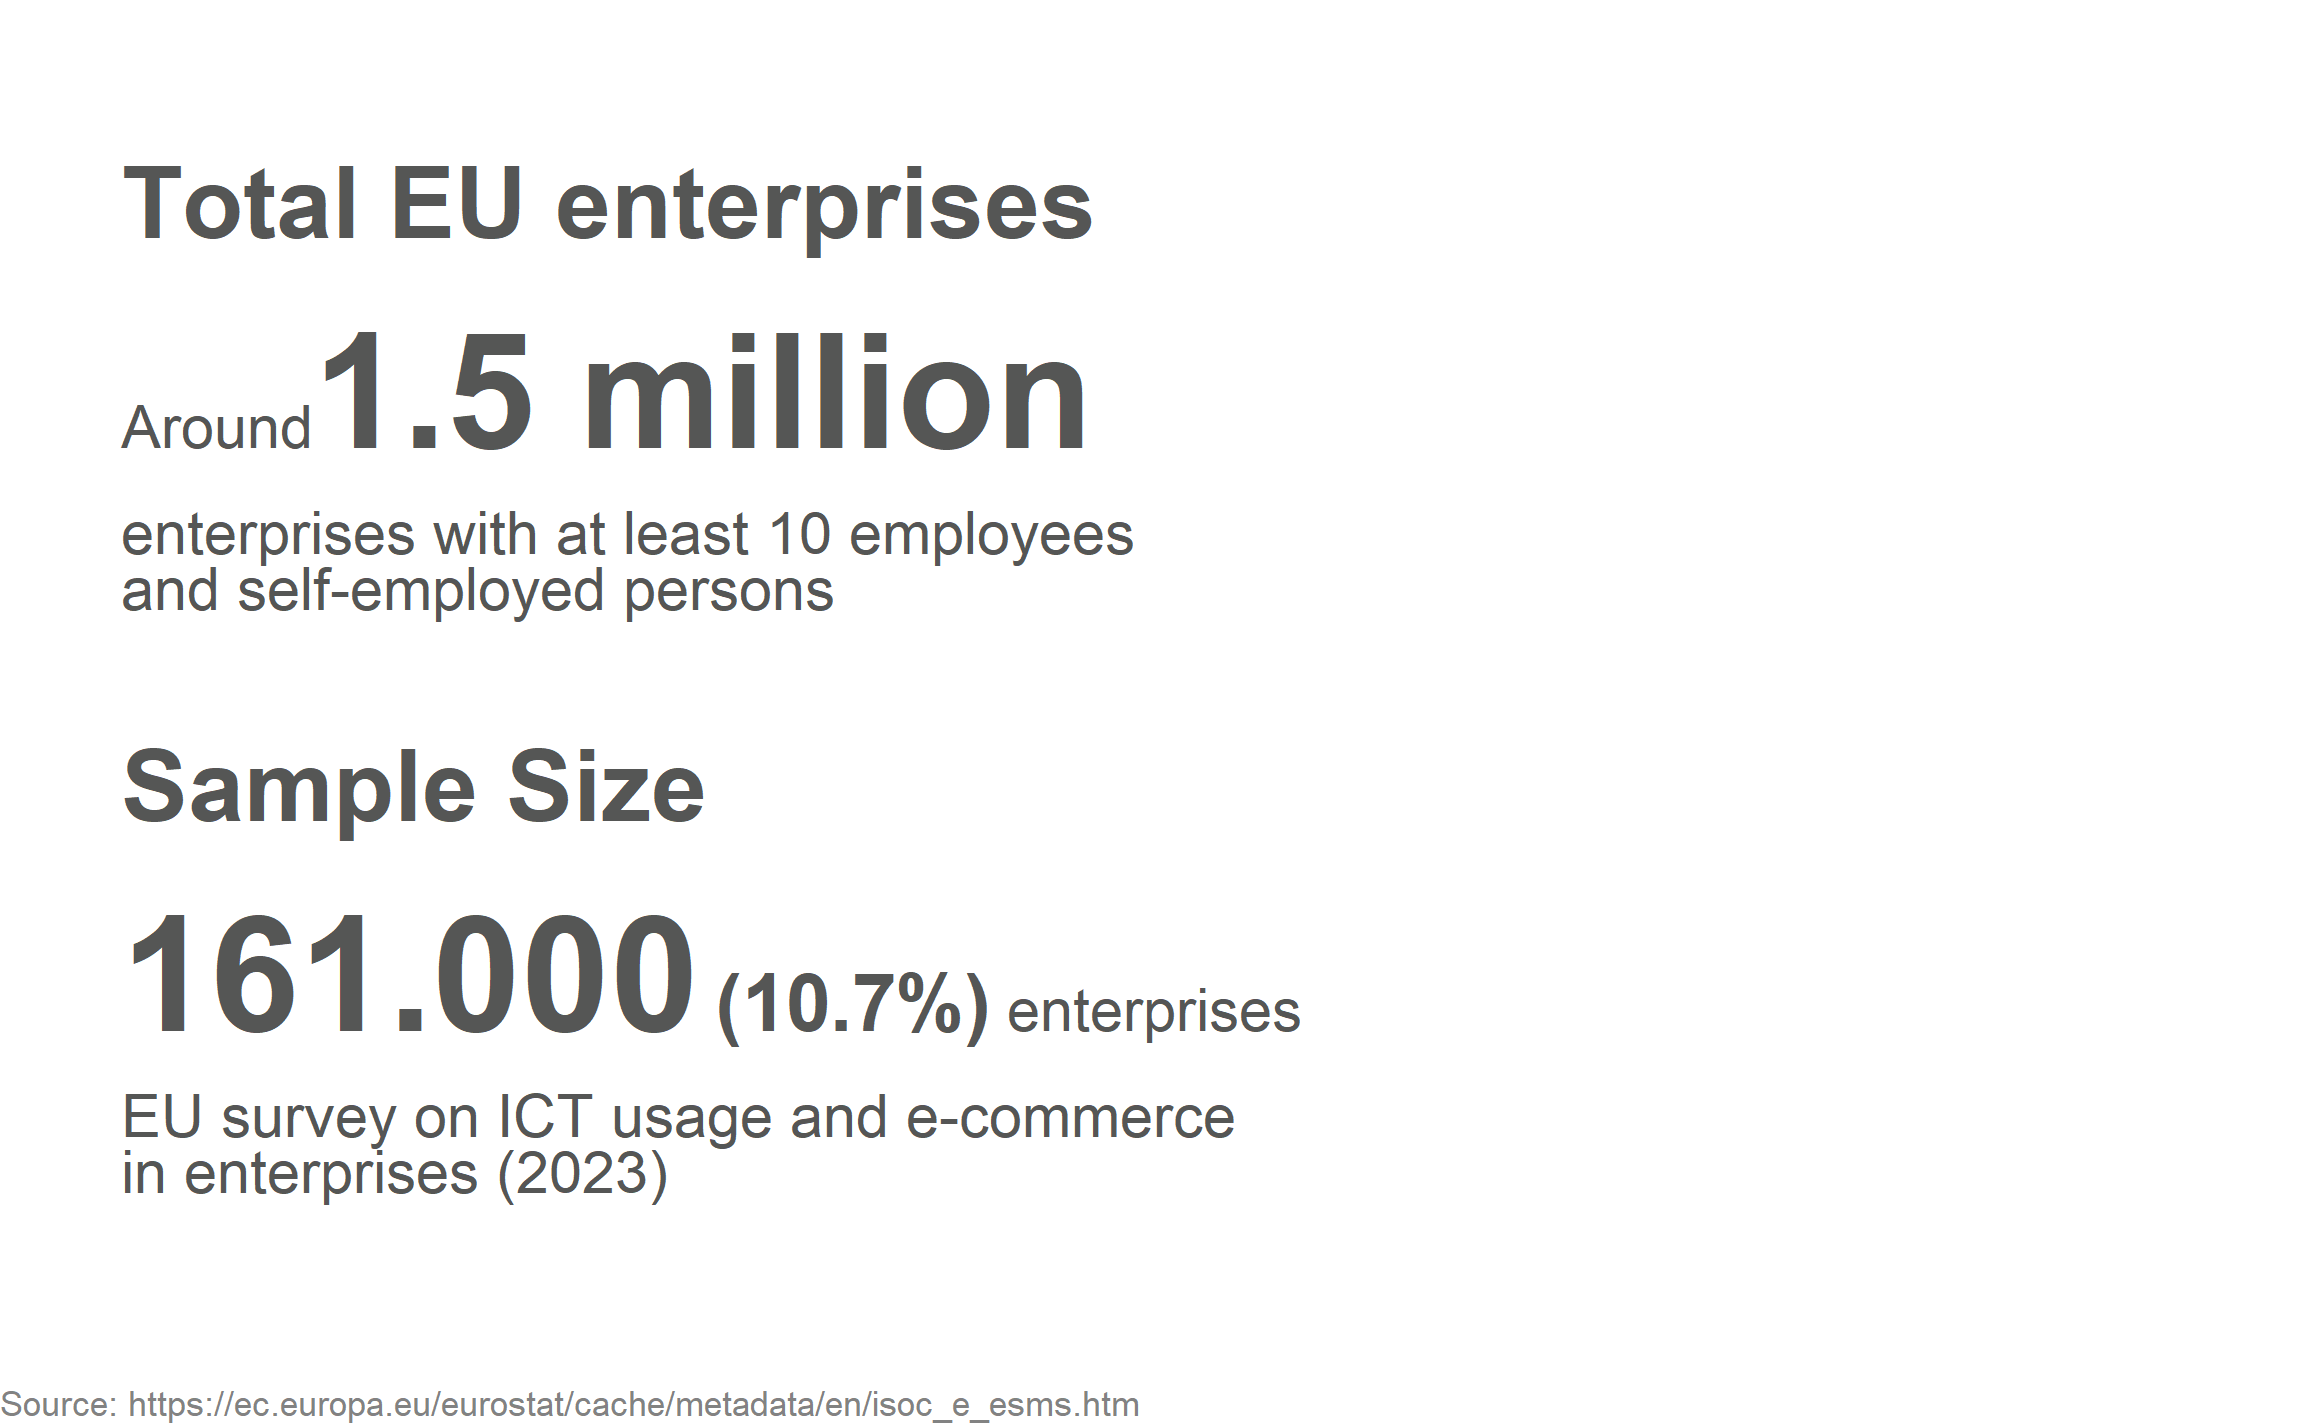 Total EU enterprises
Around 1.5 million
enterprises with at least 10 employees
and self-employed persons
Sample Size
161.000 (10.7%) enterprises
EU survey on ICT usage and e-commerce
in enterprises (2023)
Source: https://ec.europa.eu/eurostat/cache/metadata/en/isoc_e_esms.htm